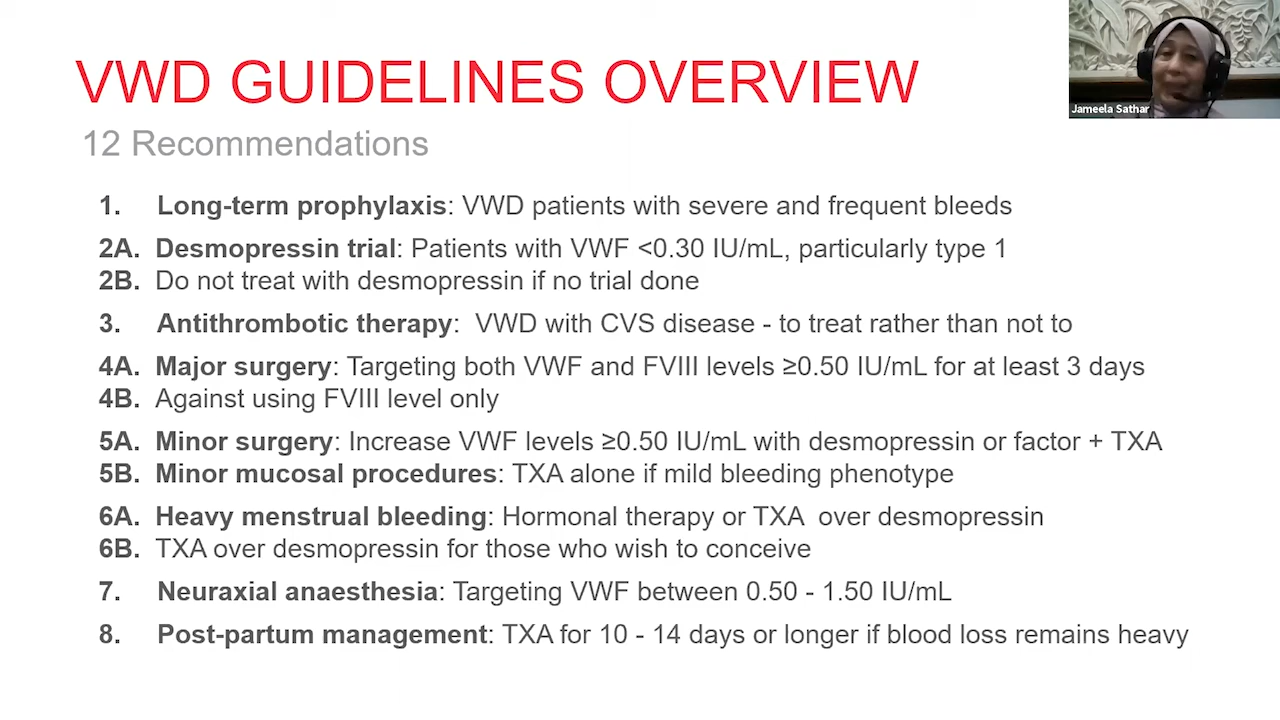 VWD GUIDELINES OVERVIEW
Jameela Sathar
12 Recommendations
1. Long-term prophylaxis: VWD patients with severe and frequent bleeds
2A. Desmopressin trial: Patients with VWF <0.30 IU/mL, particularly type 1
2B. Do not treat with desmopressin if no trial done
3. Antithrombotic therapy: VWD with CVS disease - to treat rather than not to
4A. Major surgery: Targeting both VWF and FVIII levels ≥0.50 IU/mL for at least 3 days
4B. Against using FVIII level only
5A. Minor surgery: Increase VWF levels ≥0.50 IU/mL with desmopressin or factor + TXA
5B. Minor mucosal procedures: TXA alone if mild bleeding phenotype
6A. Heavy menstrual bleeding: Hormonal therapy or TXA over desmopressin
6B. TXA over desmopressin for those who wish to conceive
7. Neuraxial anaesthesia: Targeting VWF between 0.50 - 1.50 IU/mL
8. Post-partum management: TXA for 10 - 14 days or longer if blood loss remains heavy